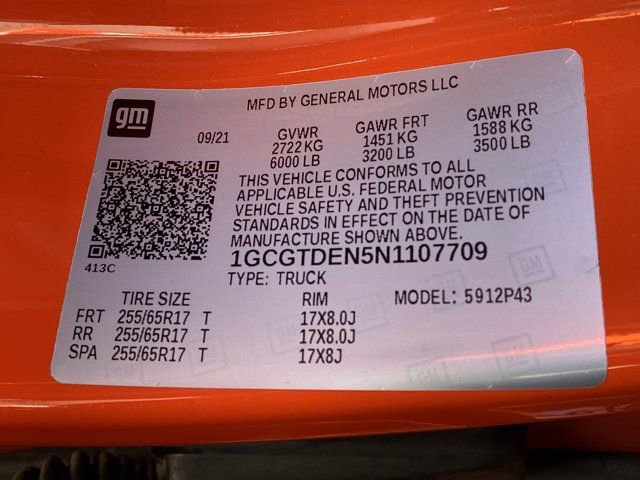 MFD BY GENERAL MOTORS LLC
gm
09/21
GVWR GAWR FRT GAWR RR
2722 KG 1451 KG 1588 KG
6000 LB 3200 LB 3500 LB
THIS VEHICLE CONFORMS TO ALL
APPLICABLE U.S. FEDERAL MOTOR
VEHICLE SAFETY AND THEFT PREVENTION
STANDARDS IN EFFECT ON THE DATE OF
MANUFACTURE SHOWN ABOVE.
413C
1GCGTDEN5N1107709
TYPE: TRUCK
TIRE SIZE RIM MODEL: 5912P43
FRT 255/65R17 T 17X8.0J
RR 255/65R17 T 17X8.0J
SPA 255/65R17 T 17X8J